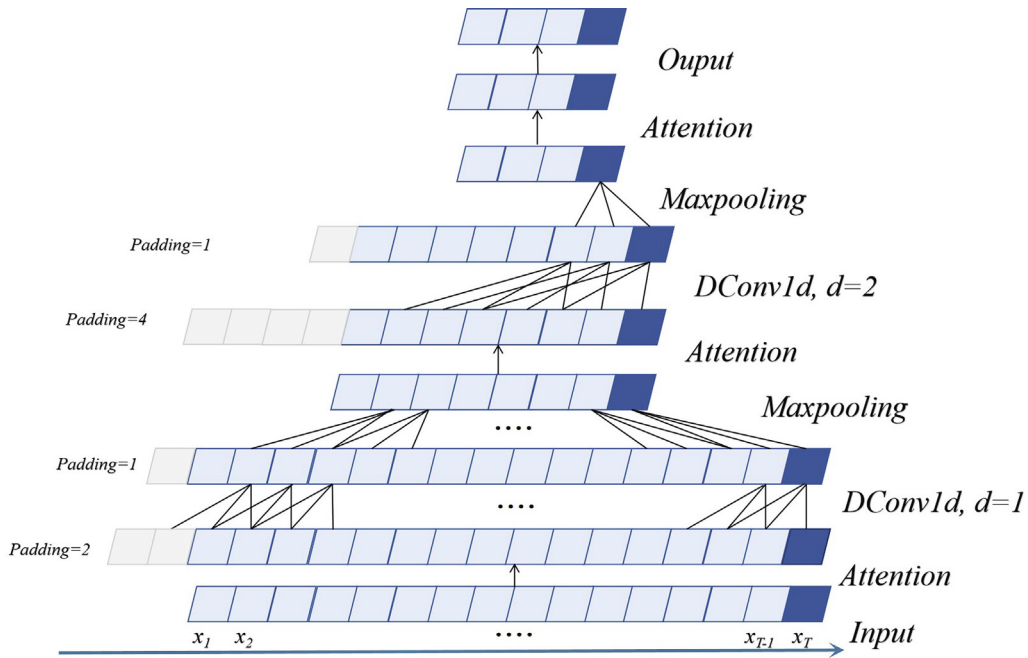 Ouput
Attention
Maxpooling
Padding=1
DConv1d, d=2
Padding=4
Attention
Maxpooling
....
Padding=1
DConv1d, d=1
....
Padding=2
Attention
x1 x2 .... xT-1 xT Input